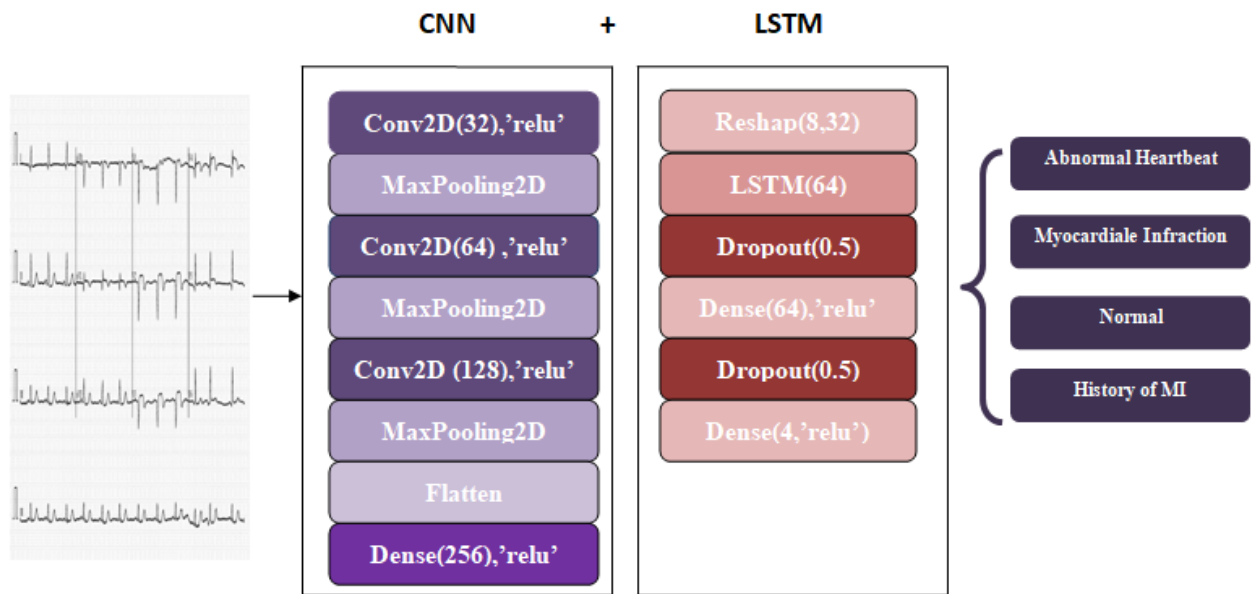 CNN + LSTM
Conv2D(32),’relu’
MaxPooling2D
Conv2D(64) ,’relu’
MaxPooling2D
Conv2D (128),’relu’
MaxPooling2D
Flatten
Dense(256),’relu’
Reshap(8,32)
LSTM(64)
Dropout(0.5)
Dense(64),’relu’
Dropout(0.5)
Dense(4,’relu’)
Abnormal Heartbeat
Myocardiale Infraction
Normal
History of MI